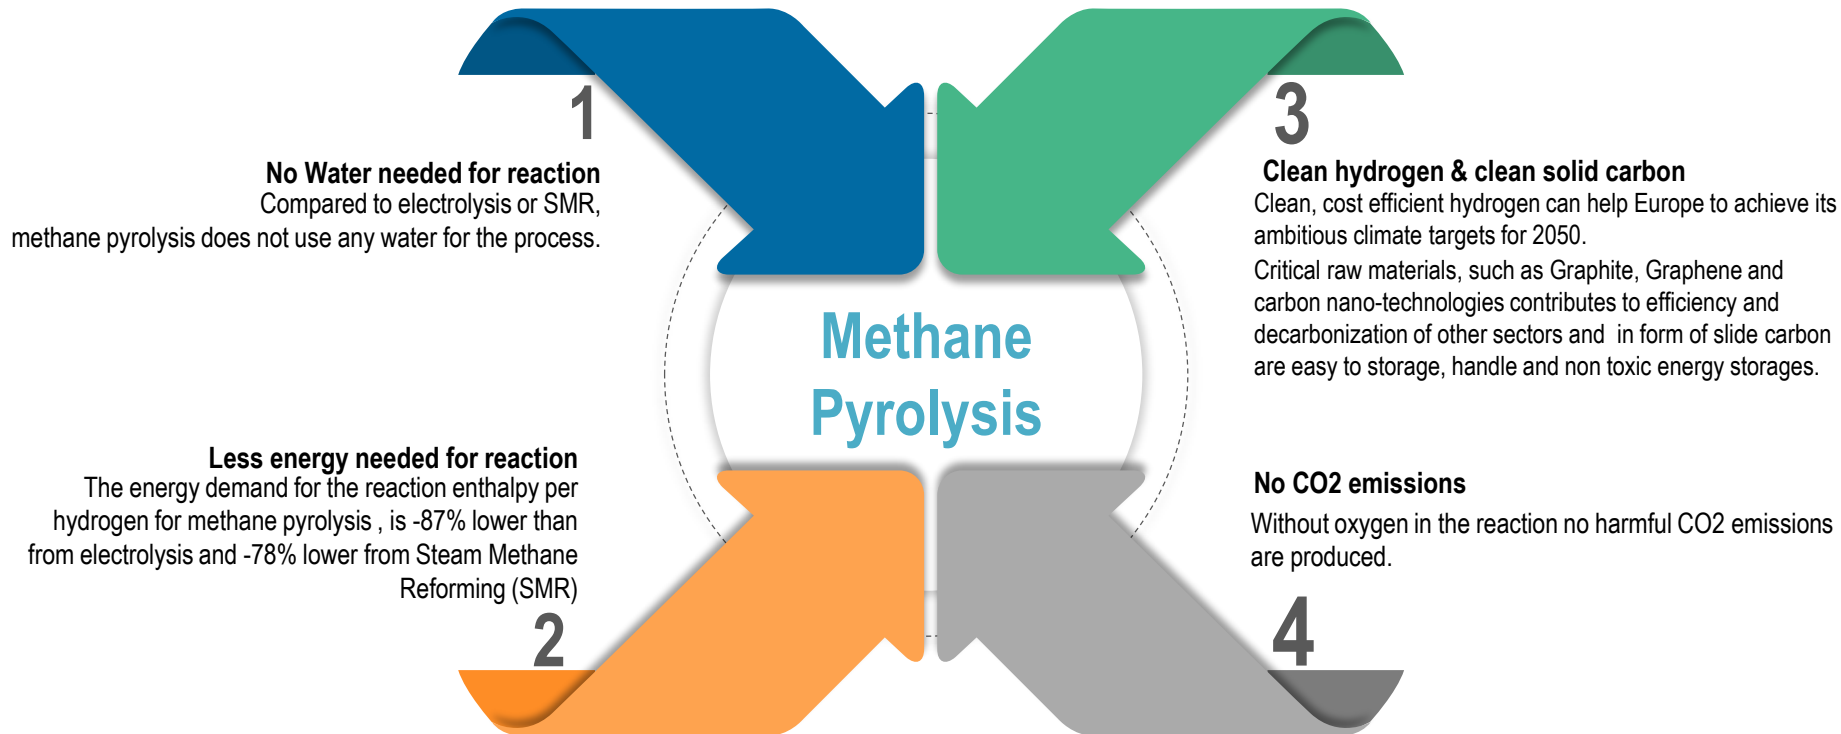 1
No Water needed for reaction
Compared to electrolysis or SMR,
methane pyrolysis does not use any water for the process.
Less energy needed for reaction
The energy demand for the reaction enthalpy per
hydrogen for methane pyrolysis , is -87% lower than
from electrolysis and -78% lower from Steam Methane
Reforming (SMR)
2
Methane
Pyrolysis
3
Clean hydrogen & clean solid carbon
Clean, cost efficient hydrogen can help Europe to achieve its
ambitious climate targets for 2050.
Critical raw materials, such as Graphite, Graphene and
carbon nano-technologies contributes to efficiency and
decarbonization of other sectors and  in form of slide carbon
are easy to storage, handle and non toxic energy storages.
No CO2 emissions
Without oxygen in the reaction no harmful CO2 emissions
are produced.
4